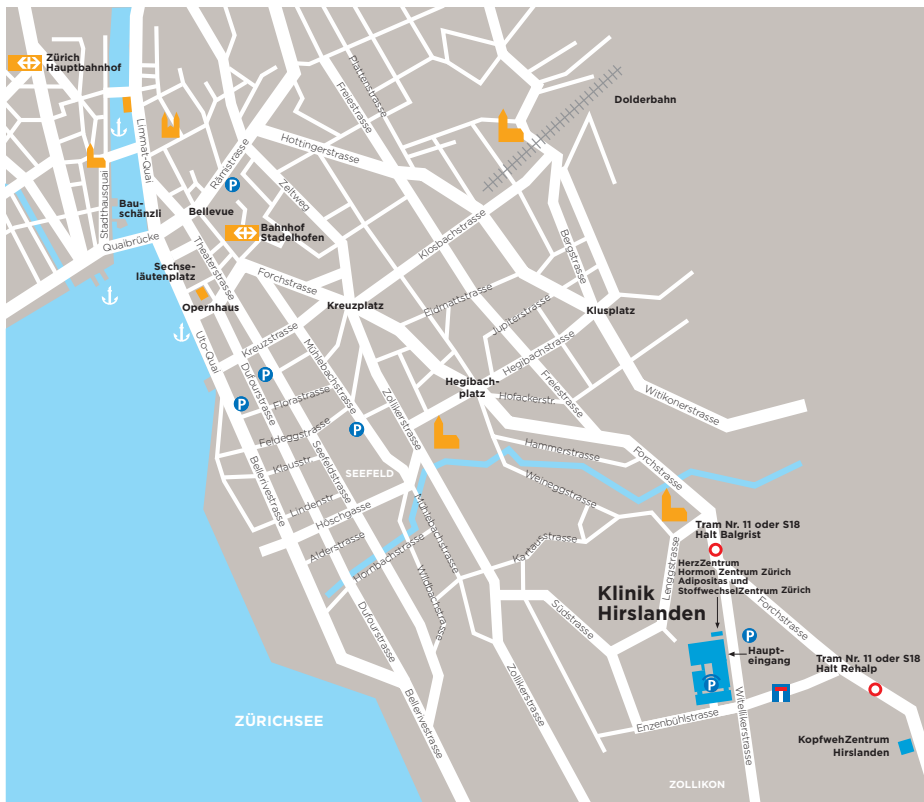 Zürich
Hauptbahnhof
Plattenstrasse
Freiestrasse
Dolderbahn
Limmat-Quai
Hottingerstrasse
Rämistrasse
P
Zeltweg
Stadthausquai
Bau-
schänzli
Bellevue
Bahnhof
Stadelhofen
Quaibrücke
Theaterstrasse
Klosbachstrasse
Bergstrasse
Sechse-
läutenplatz
Forchstrasse
Opernhaus
Kreuzplatz
Eidmattstrasse
Jupiterstrasse
Klusplatz
Uto-Quai
Kreuzstrasse
Mühlebachstrasse
Hegibachstrasse
P
Dufourstrasse
Hegibach-
platz
Freiestrasse
Witikonerstrasse
P
Florastrasse
Zollikerstrasse
Hofackerstr.
P
Feldeggstrasse
Hammerstrasse
Forchstrasse
Klausstr.
Seefeldstrasse
SEEFELD
Weineggstrasse
Bellerivestrasse
Lindenstr.
Höschgasse
Mühlebachstrasse
Alderstrasse
Hornbachstrasse
Kartausstrasse
Lenggstrasse
Tram Nr. 11 oder S18
Halt Balgrist
HerzZentrum
Hormon Zentrum Zürich
Adipositas und
StoffwechselZentrum Zürich
Klinik
Hirslanden
Wildbachstrasse
Südstrasse
Forchstrasse
Dufourstrasse
P
Haupt-
eingang
Tram Nr. 11 oder S18
Halt Rehalp
P
Zollikerstrasse
Bellerivestrasse
Witellikerstrasse
Enzenbühlstrasse
ZÜRICHSEE
KopfwehZentrum
Hirslanden
ZOLLIKON